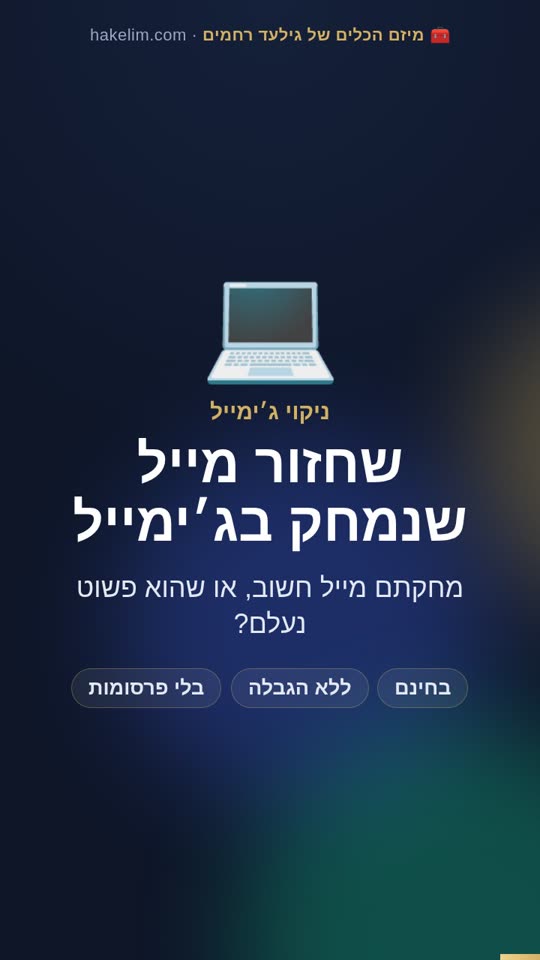 🧰 מיזם הכלים של גילעד רחמים · hakelim.com
ניקוי ג׳ימייל
שחזור מייל
שנמחק בג׳ימייל
מחקתם מייל חשוב, או שהוא פשוט
נעלם?
בחינם
ללא הגבלה
בלי פרסומות